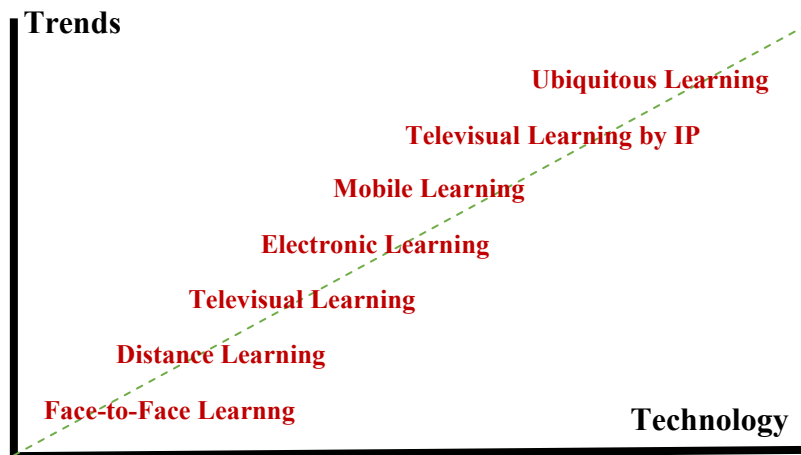 Trends
Ubiquitous Learning
Televisual Learning by IP
Mobile Learning
Electronic Learning
Televisual Learning
Distance Learning
Face-to-Face Learnng
Technology